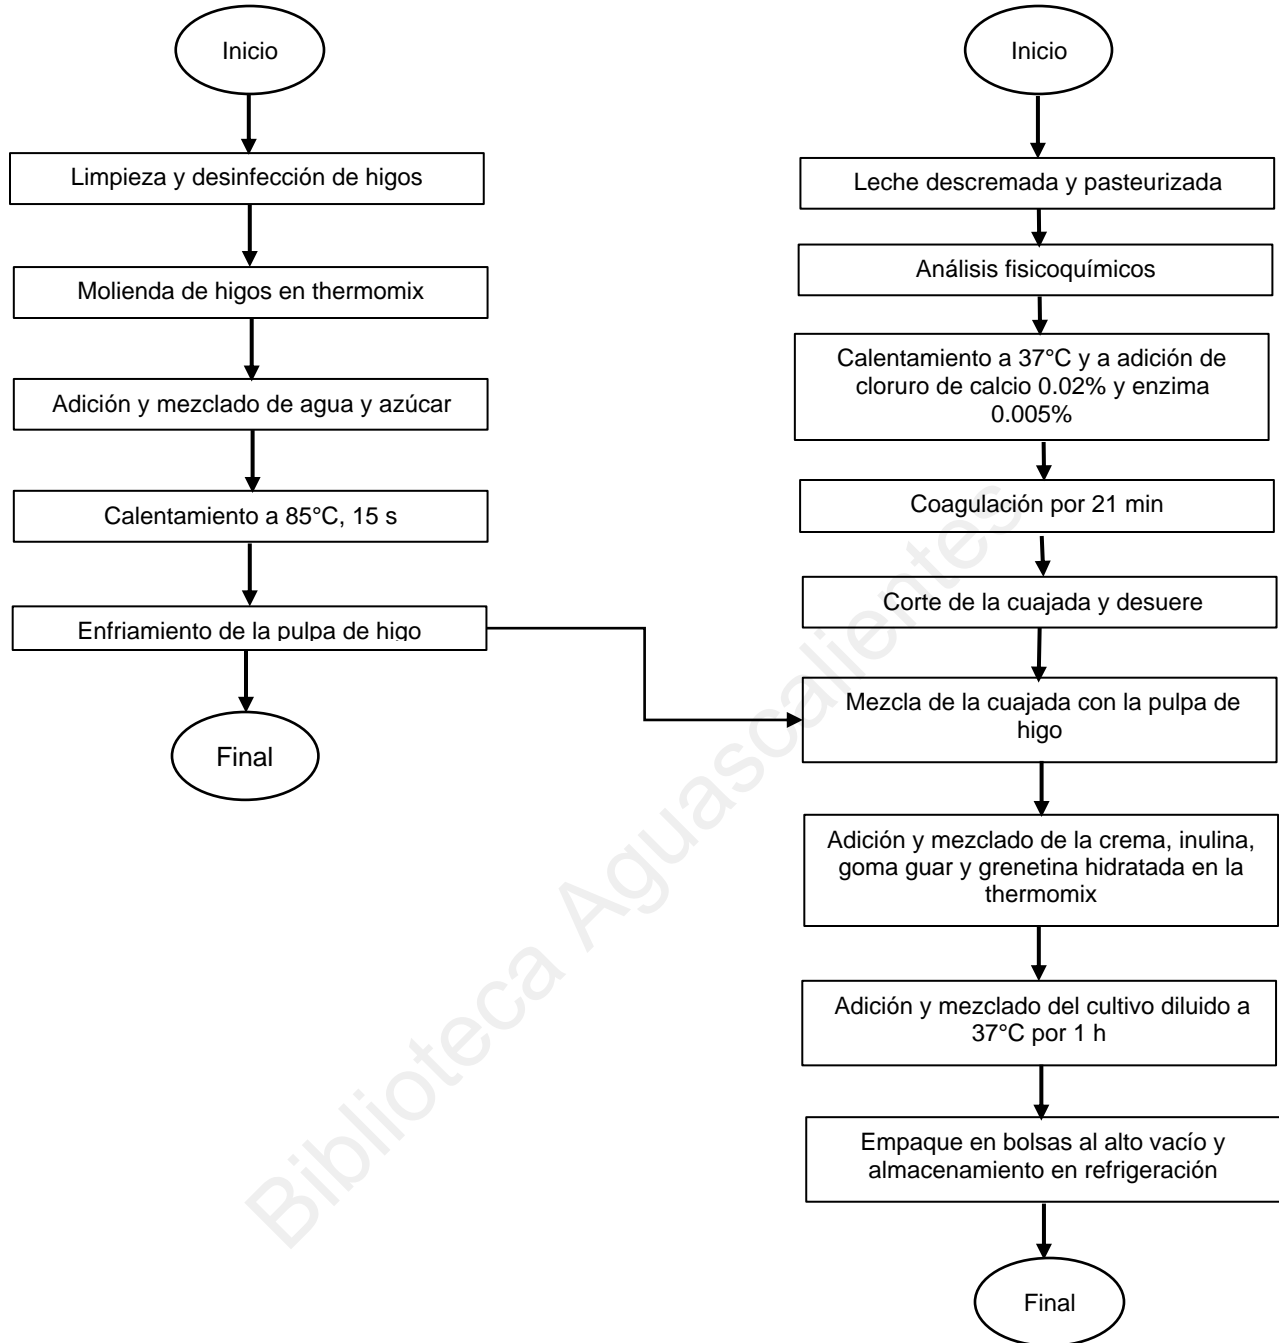 Inicio
Limpieza y desinfección de higos
Molienda de higos en thermomix
Adición y mezclado de agua y azúcar
Calentamiento a 85°C, 15 s
Enfriamiento de la pulpa de higo
Final
Inicio
Leche descremada y pasteurizada
Análisis fisicoquímicos
Calentamiento a 37°C y a adición de
cloruro de calcio 0.02% y enzima
0.005%
Coagulación por 21 min
Corte de la cuajada y desuere
Mezcla de la cuajada con la pulpa de
higo
Adición y mezclado de la crema, inulina,
goma guar y grenetina hidratada en la
thermomix
Adición y mezclado del cultivo diluido a
37°C por 1 h
Empaque en bolsas al alto vacío y
almacenamiento en refrigeración
Final
Biblioteca Aguascalientes